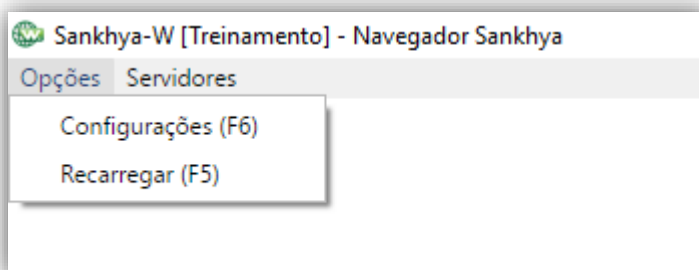 Sankhya-W [Treinamento] - Navegador Sankhya
Opções Servidores
Configurações (F6)
Recarregar (F5)